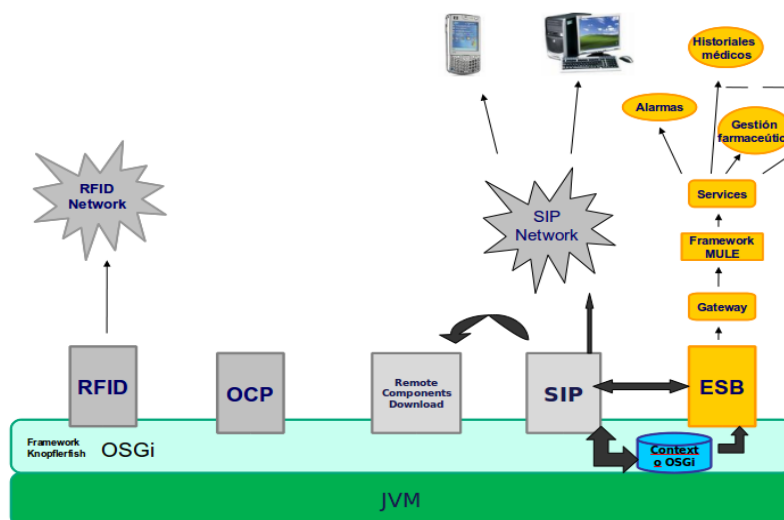 Historiales
médicos
Alarmas
Gestión
farmaceútic
RFID
Network
SIP
Network
Services
Framework
MULE
Gateway
RFID
OCP
Remote
Components
Download
SIP
ESB
Framework
Knopflerfish
OSGi
Context
o OSGi
JVM